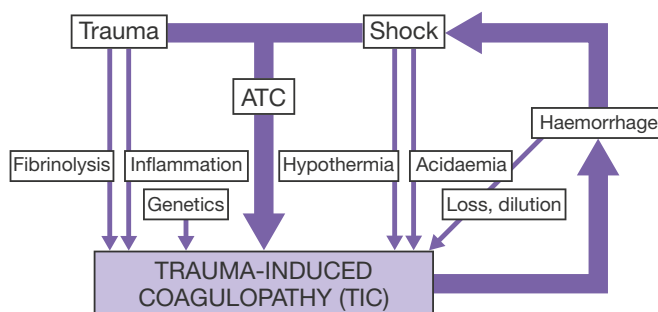 Trauma
Shock
ATC
Haemorrhage
Fibrinolysis
Inflammation
Hypothermia
Acidaemia
Genetics
Loss, dilution
TRAUMA-INDUCED
COAGULOPATHY (TIC)